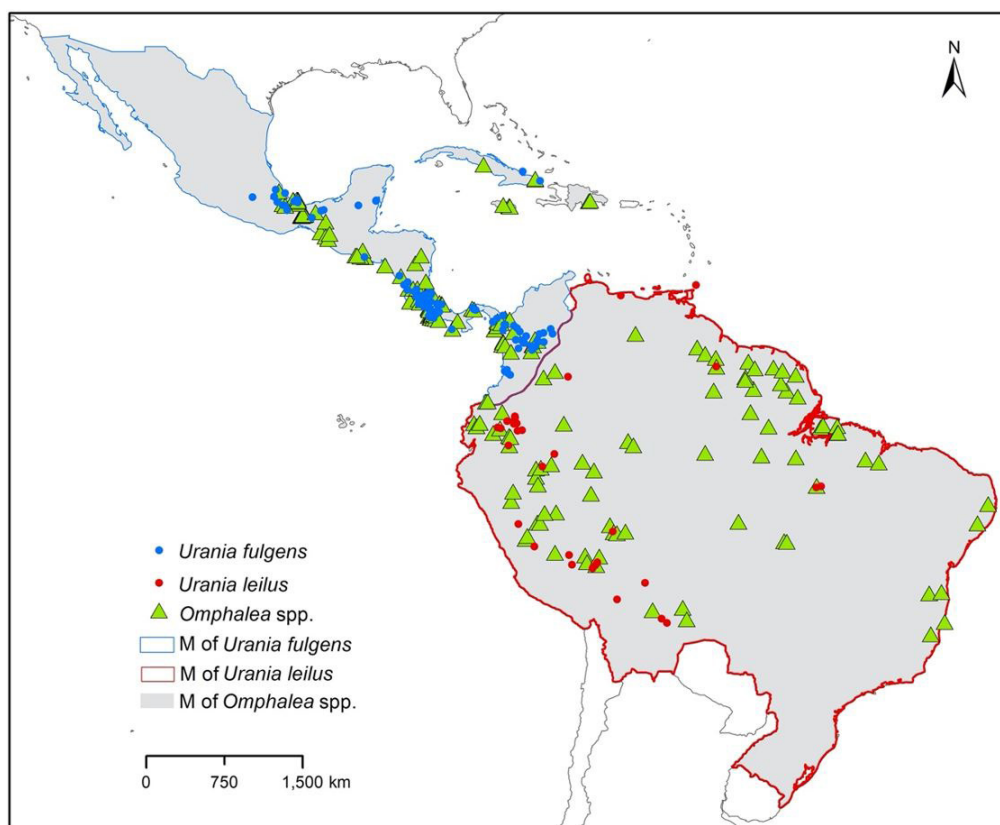 N
Urania fulgens
Urania leilus
Omphalea spp.
M of Urania fulgens
M of Urania leilus
M of Omphalea spp.
0 750 1,500 km